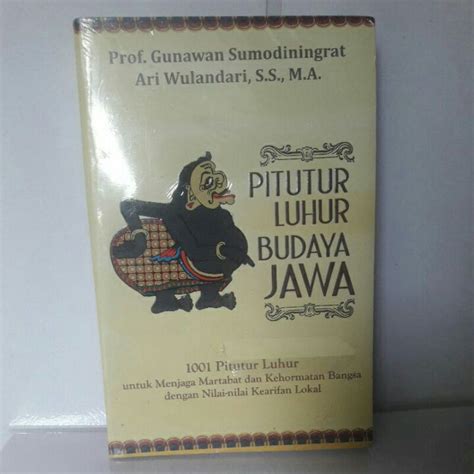 Prof. Gunawan Sumodiningrat
Ari Wulandari, S.S., M.A.
PITUTUR
LUHUR
BUDAYA
JAWA
1001 Pitutur Luhur
untuk Menjaga Martabat dan Kehormatan Bangsa
dengan Nilai-nilai Kearifan Lokal